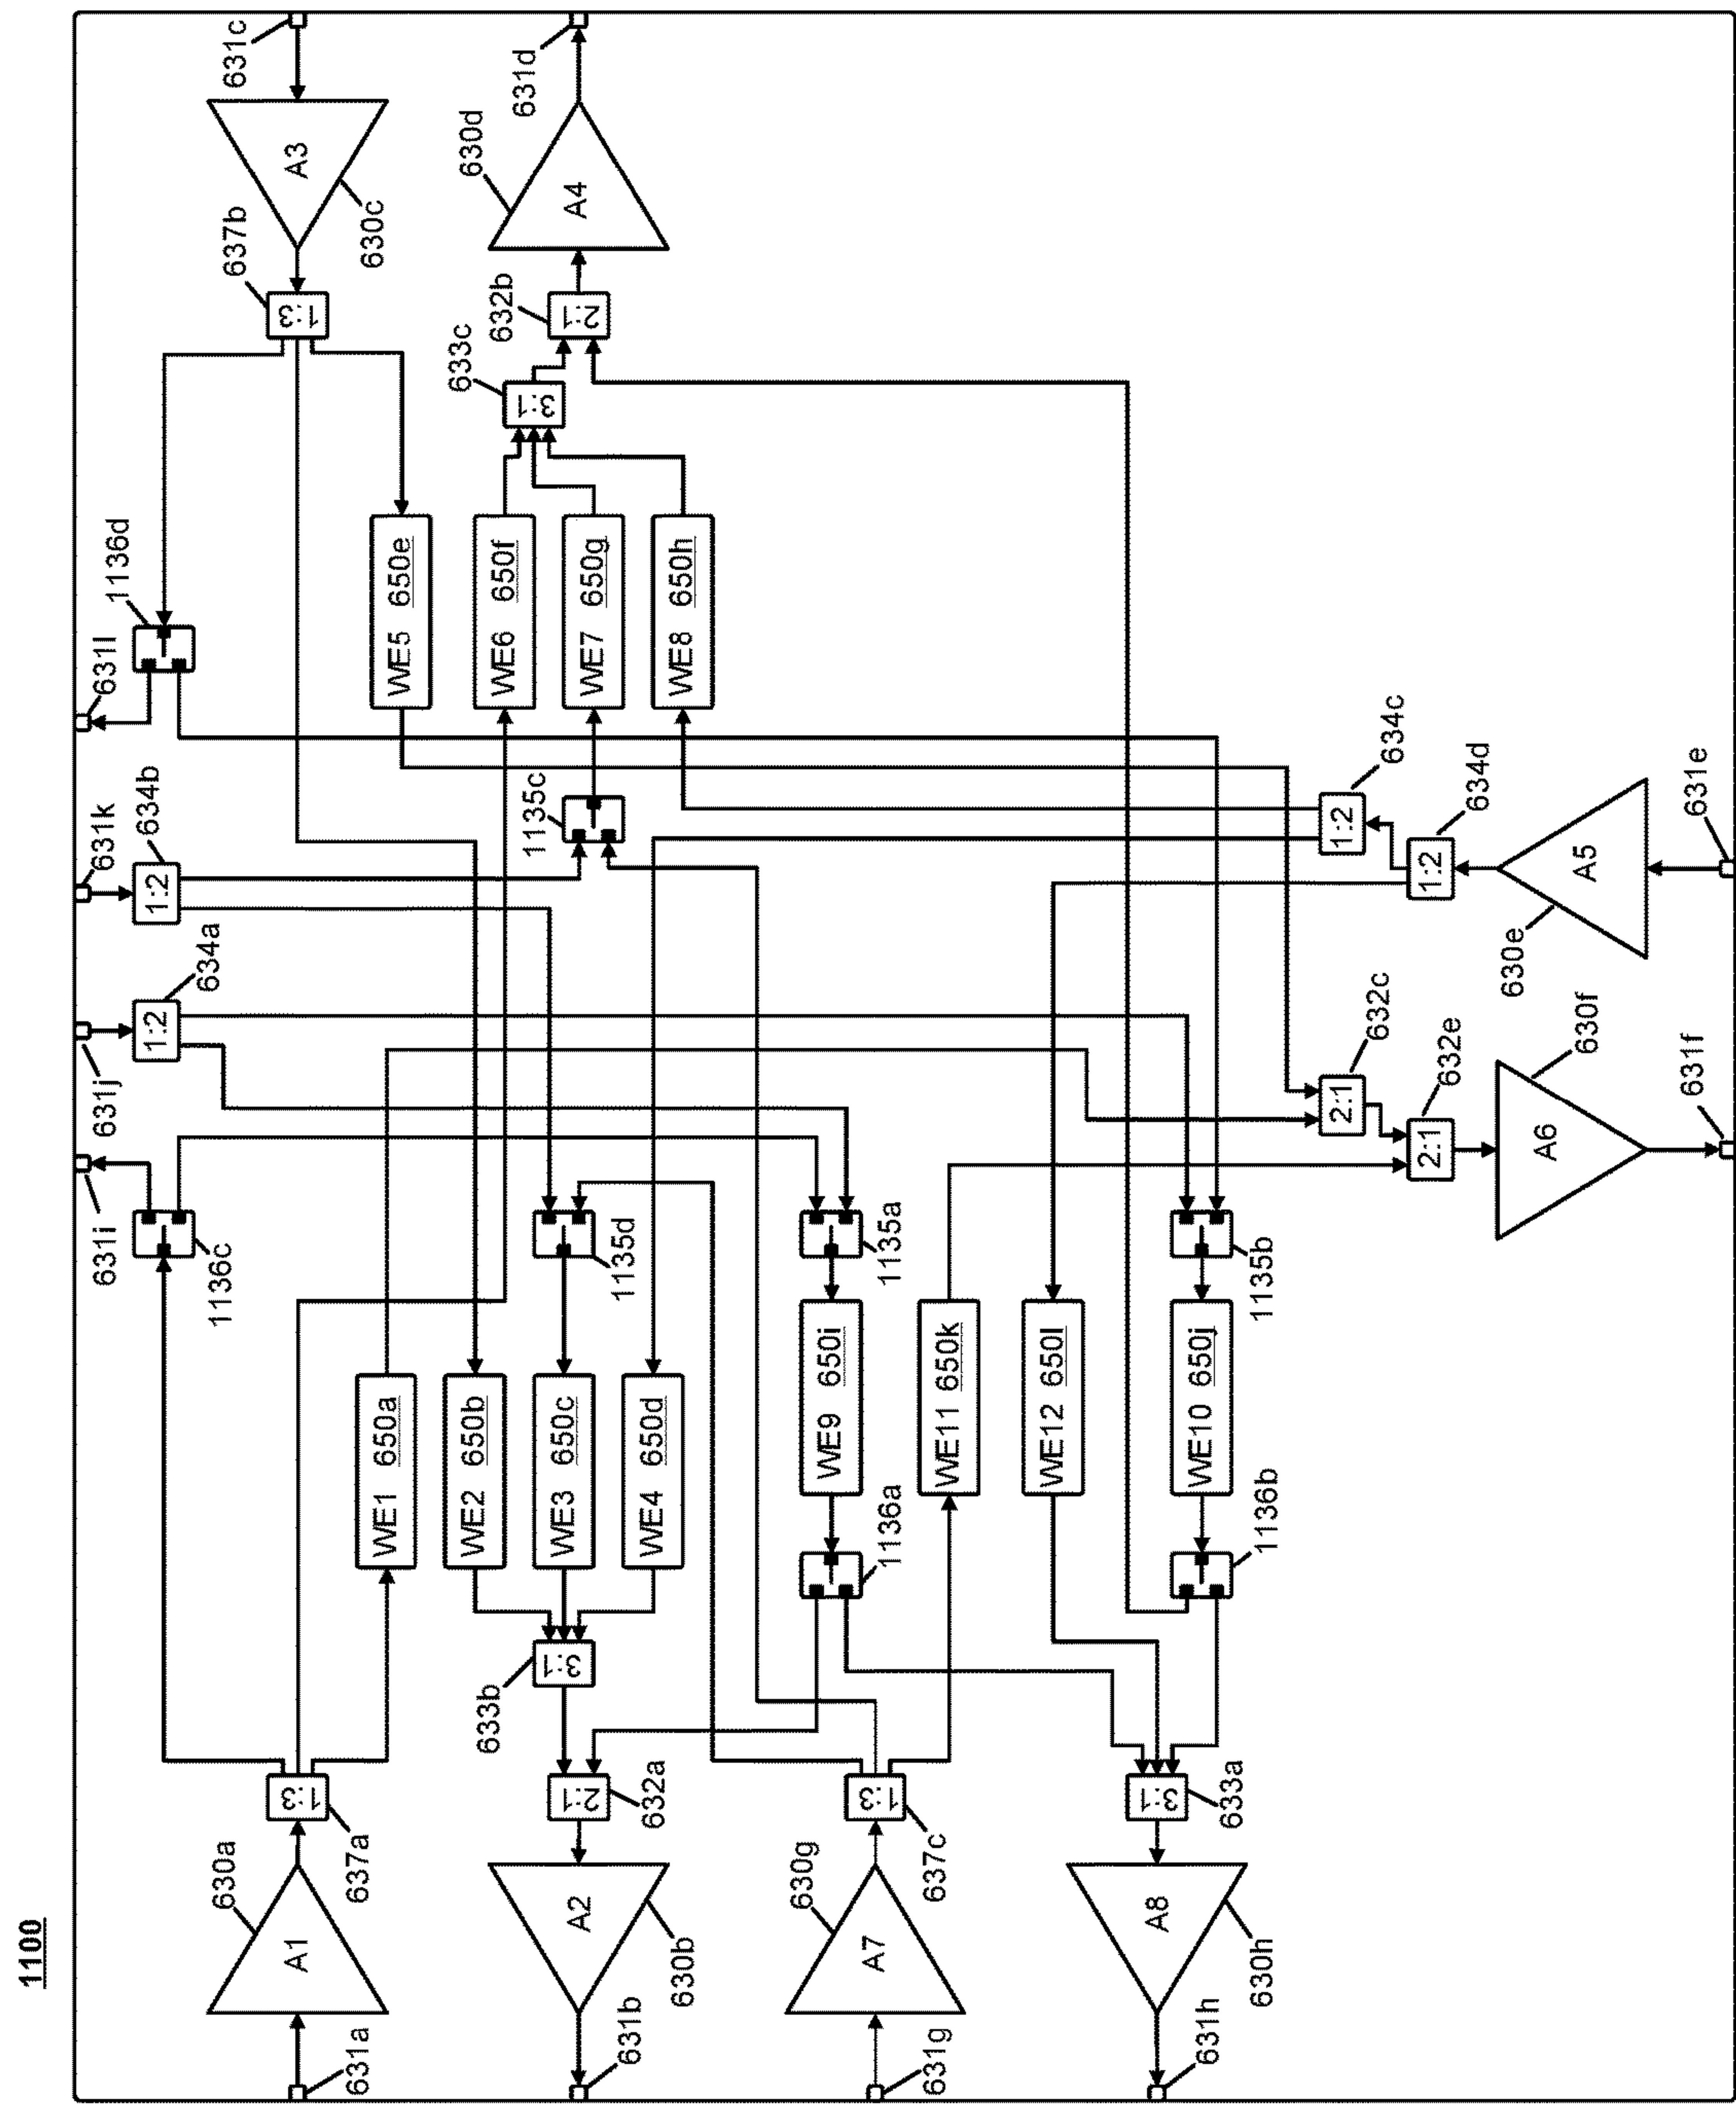 1100
631i
631j
631k
631l
1:2
1:2
634b
1136d
634a
1136c
630a
637b
631c
A1
1:3
1:3
A3
631a
637a
630c
WE1 650a
WE5 650e
WE2 650b
633c
632b
630d
631d
633b
WE6 650f
1135c
3:1
WE3 650c
3:1
A2
2:1
2:1
A4
WE7 650g
631b
630b
632a
1135d
WE4 650d
WE8 650h
630g
WE9 650i
A7
1:3
631g
637c
1136a
1135a
WE11 650k
WE12 650l
A8
3:1
WE10 650j
631h
630h
633a
1136b
1135b
2:1
1:2
632c
634c
2:1
1:2
632e
634d
630e
A6
A5
630f
631f
631e